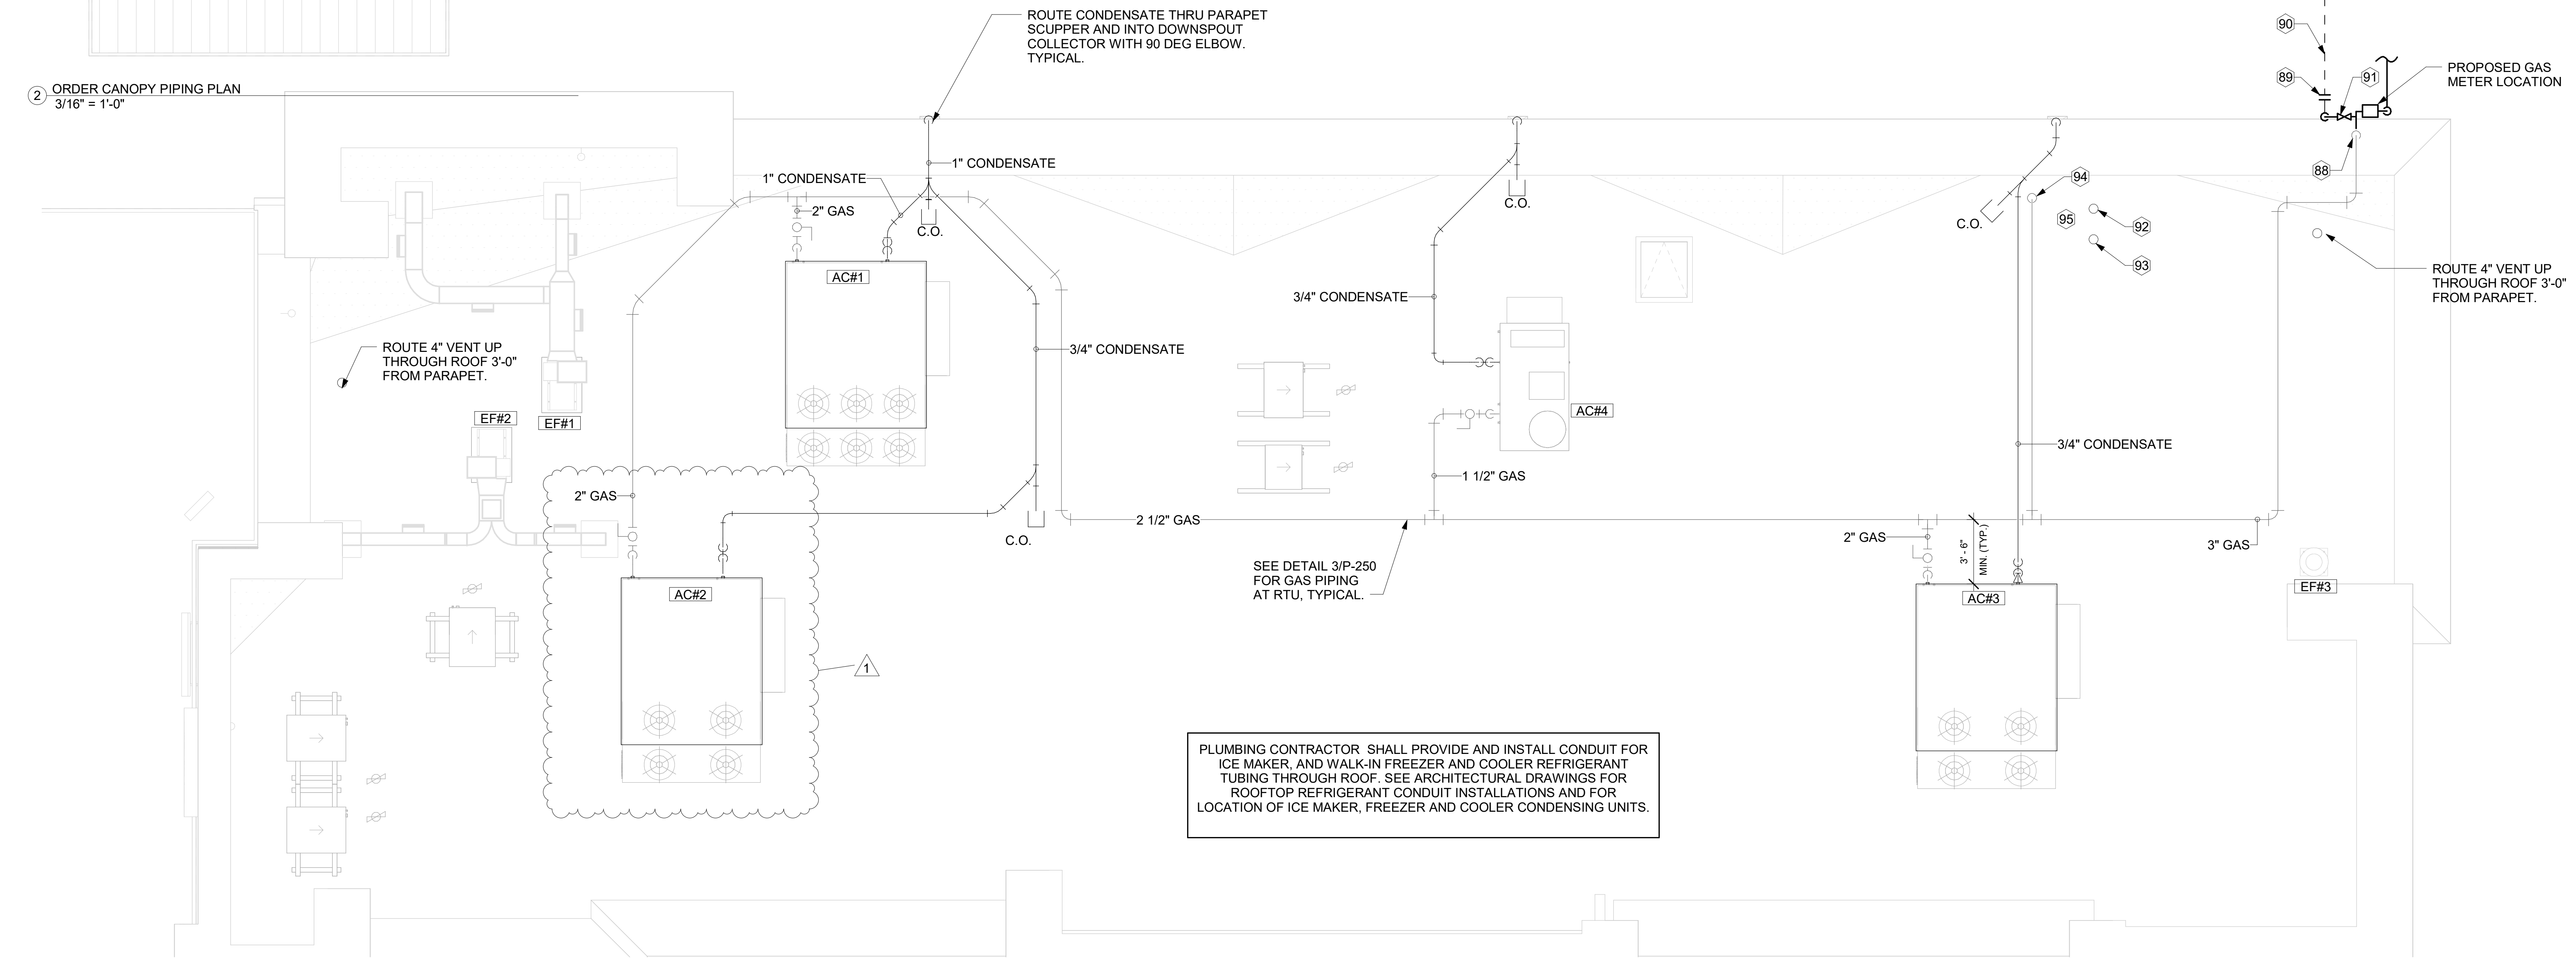 ROUTE CONDENSATE THRU PARAPET
SCUPPER AND INTO DOWNSPOUT
COLLECTOR WITH 90 DEG ELBOW.
TYPICAL.
90
89
91
PROPOSED GAS
METER LOCATION
2
ORDER CANOPY PIPING PLAN
3/16" = 1'-0"
1" CONDENSATE
1" CONDENSATE
2" GAS
C.O.
C.O.
C.O.
88
94
95
92
93
ROUTE 4" VENT UP
THROUGH ROOF 3'-0"
FROM PARAPET.
AC#1
3/4" CONDENSATE
3/4" CONDENSATE
ROUTE 4" VENT UP
THROUGH ROOF 3'-0"
FROM PARAPET.
EF#2
EF#1
AC#4
3/4" CONDENSATE
1 1/2" GAS
2" GAS
2 1/2" GAS
C.O.
2" GAS
3' - 6"
MIN. (TYP.)
3" GAS
SEE DETAIL 3/P-250
FOR GAS PIPING
AT RTU, TYPICAL.
AC#2
AC#3
EF#3
1
PLUMBING CONTRACTOR SHALL PROVIDE AND INSTALL CONDUIT FOR
ICE MAKER, AND WALK-IN FREEZER AND COOLER REFRIGERANT
TUBING THROUGH ROOF. SEE ARCHITECTURAL DRAWINGS FOR
ROOFTOP REFRIGERANT CONDUIT INSTALLATIONS AND FOR
LOCATION OF ICE MAKER, FREEZER AND COOLER CONDENSING UNITS.